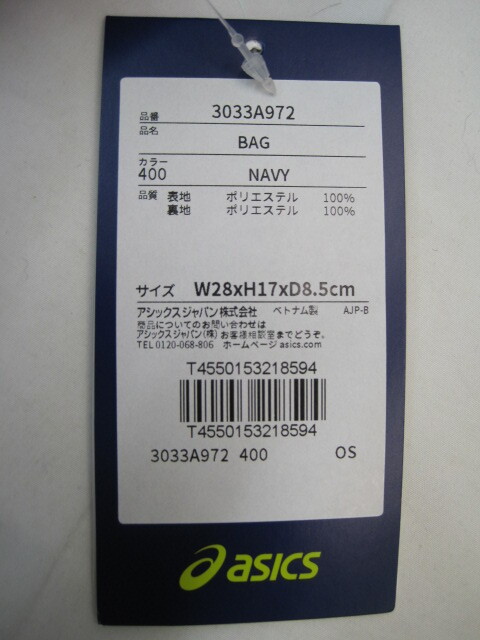 品番 3033A972
品名
BAG
カラー
400 NAVY
品質 表地 ポリエステル 100%
裏地 ポリエステル 100%
サイズ W28xH17xD8.5cm
アシックスジャパン株式会社 ベトナム製 AJP-B
商品についてのお問い合わせは
アシックスジャパン(株)お客様相談室までどうぞ。
TEL 0120-068-806 ホームページ asics.com
T4550153218594
T4550153218594
3033A972 400 OS
asics